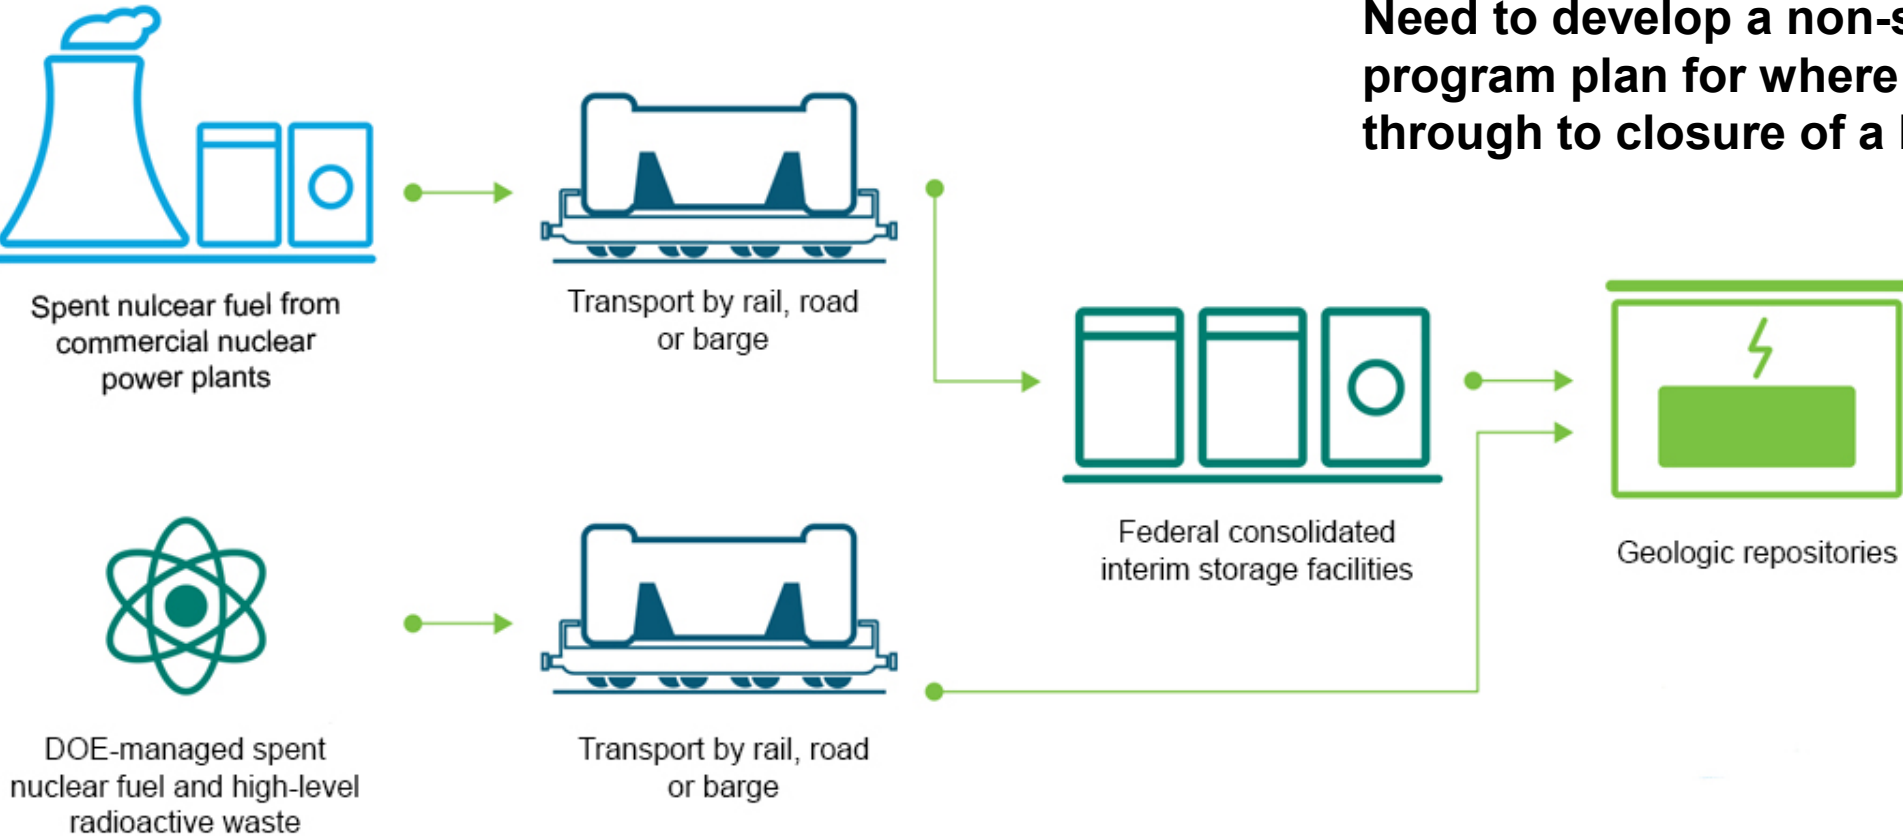 Need to develop a non-
program plan for where
through to closure of a
Spent nulcear fuel from
commercial nuclear
power plants
Transport by rail, road
or barge
Federal consolidated
interim storage facilities
Geologic repositories
DOE-managed spent
nuclear fuel and high-level
radioactive waste
Transport by rail, road
or barge